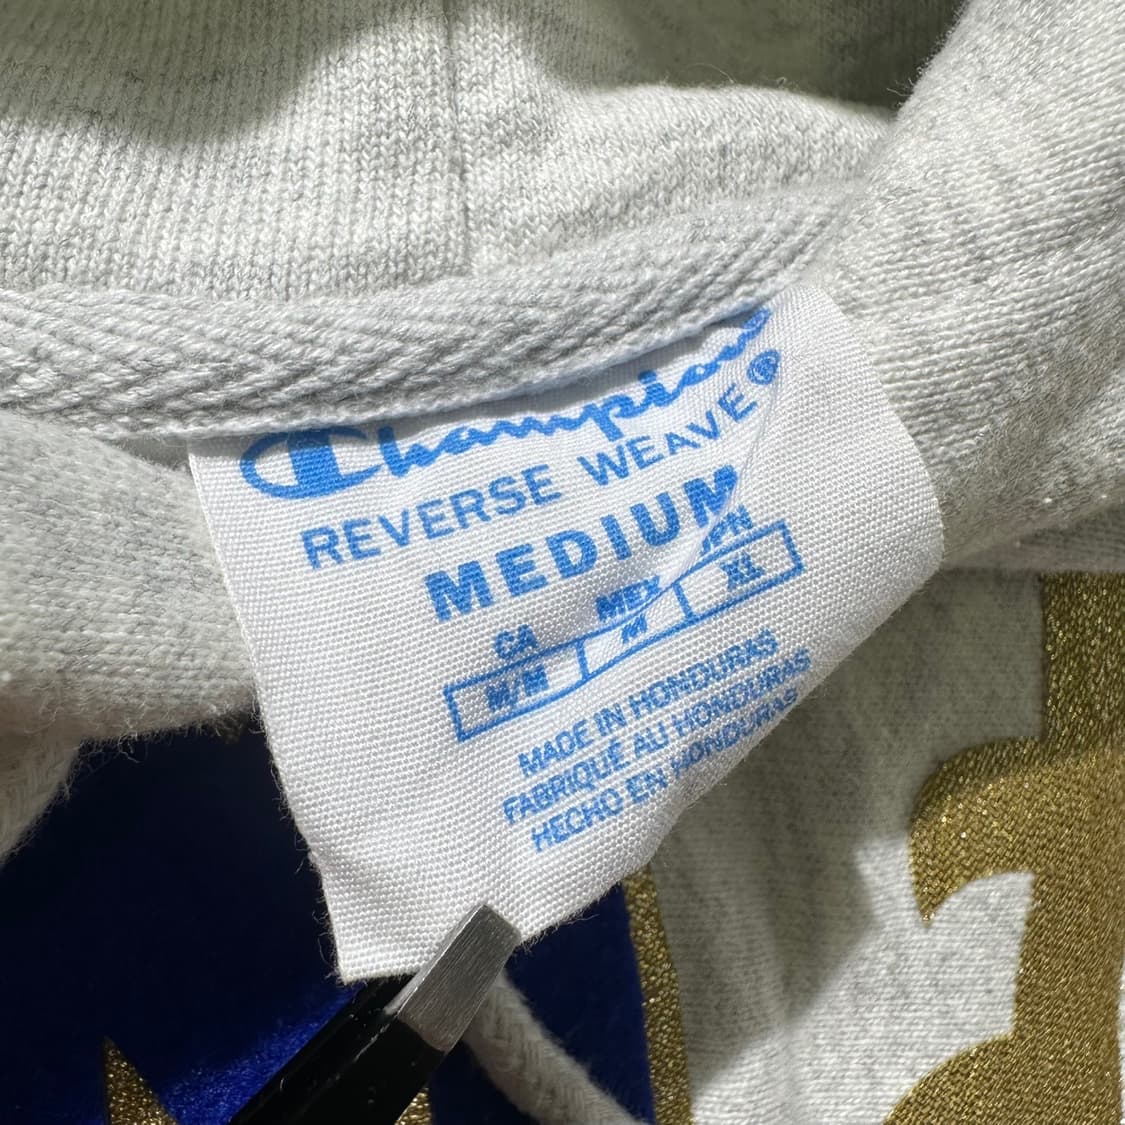 Champion
REVERSE WEAVE®
MEDIUM
CA MEX JPN
M/M M XL
MADE IN HONDURAS
FABRIQUÉ AU HONDURAS
HECHO EN HONDURAS